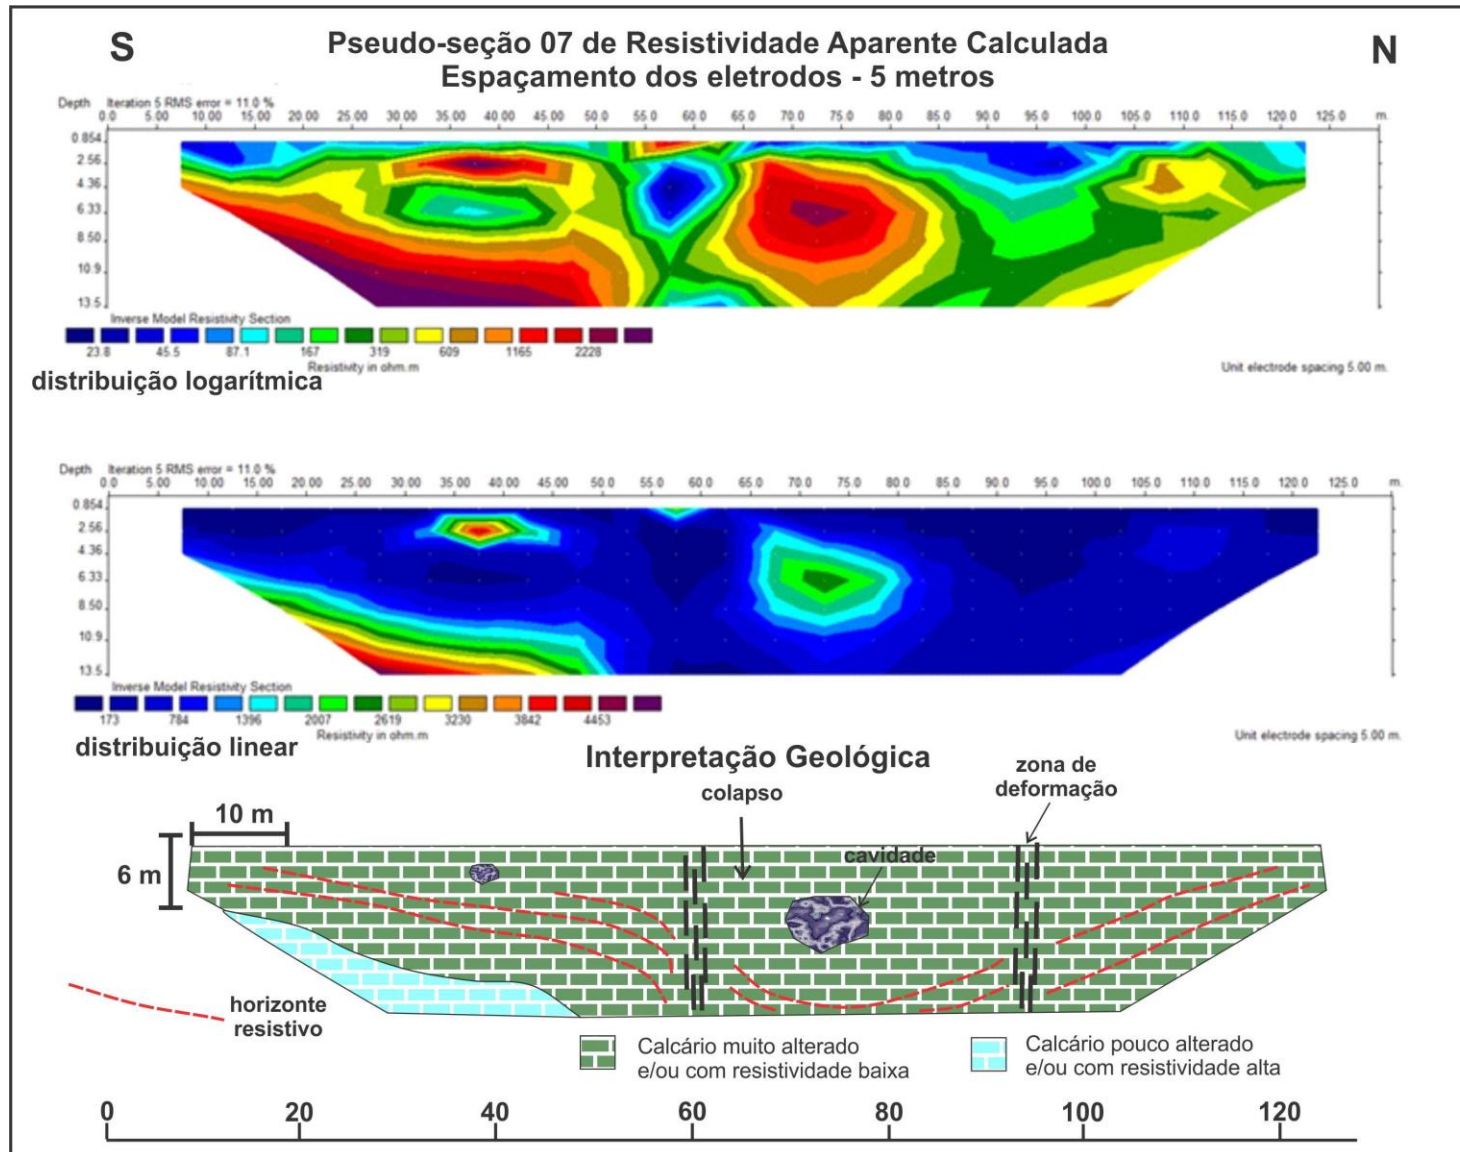 S
Pseudo-seção 07 de Resistividade Aparente Calculada
N
Espaçamento dos eletrodos - 5 metros
Depth Iteration 5 RMS error = 11.0 %
0.0 5.00 10.00 15.00 20.00 25.00 30.00 35.00 40.00 45.00 50.0 55.0 60.0 65.0 70.0 75.0 80.0 85.0 90.0 95.0 100.0 105.0 110.0 115.0 120.0 125.0 m.
0.854
2.56
4.36
6.33
8.50
10.9
13.5
Inverse Model Resistivity Section
23.8 45.5 87.1 167 319 609 1165 2228
Resistivity in ohm.m
Unit electrode spacing 5.00 m.
distribuição logarítmica
Depth Iteration 5 RMS error = 11.0 %
0.0 5.00 10.00 15.00 20.00 25.00 30.00 35.00 40.00 45.00 50.0 55.0 60.0 65.0 70.0 75.0 80.0 85.0 90.0 95.0 100.0 105.0 110.0 115.0 120.0 125.0 m.
0.854
2.56
4.36
6.33
8.50
10.9
13.5
Inverse Model Resistivity Section
173 784 1396 2007 2619 3230 3842 4453
Resistivity in ohm.m
Unit electrode spacing 5.00 m.
distribuição linear
Interpretação Geológica
colapso
zona de
deformação
10 m
6 m
cavidade
horizonte
resistivo
Calcário muito alterado
e/ou com resistividade baixa
Calcário pouco alterado
e/ou com resistividade alta
0 20 40 60 80 100 120